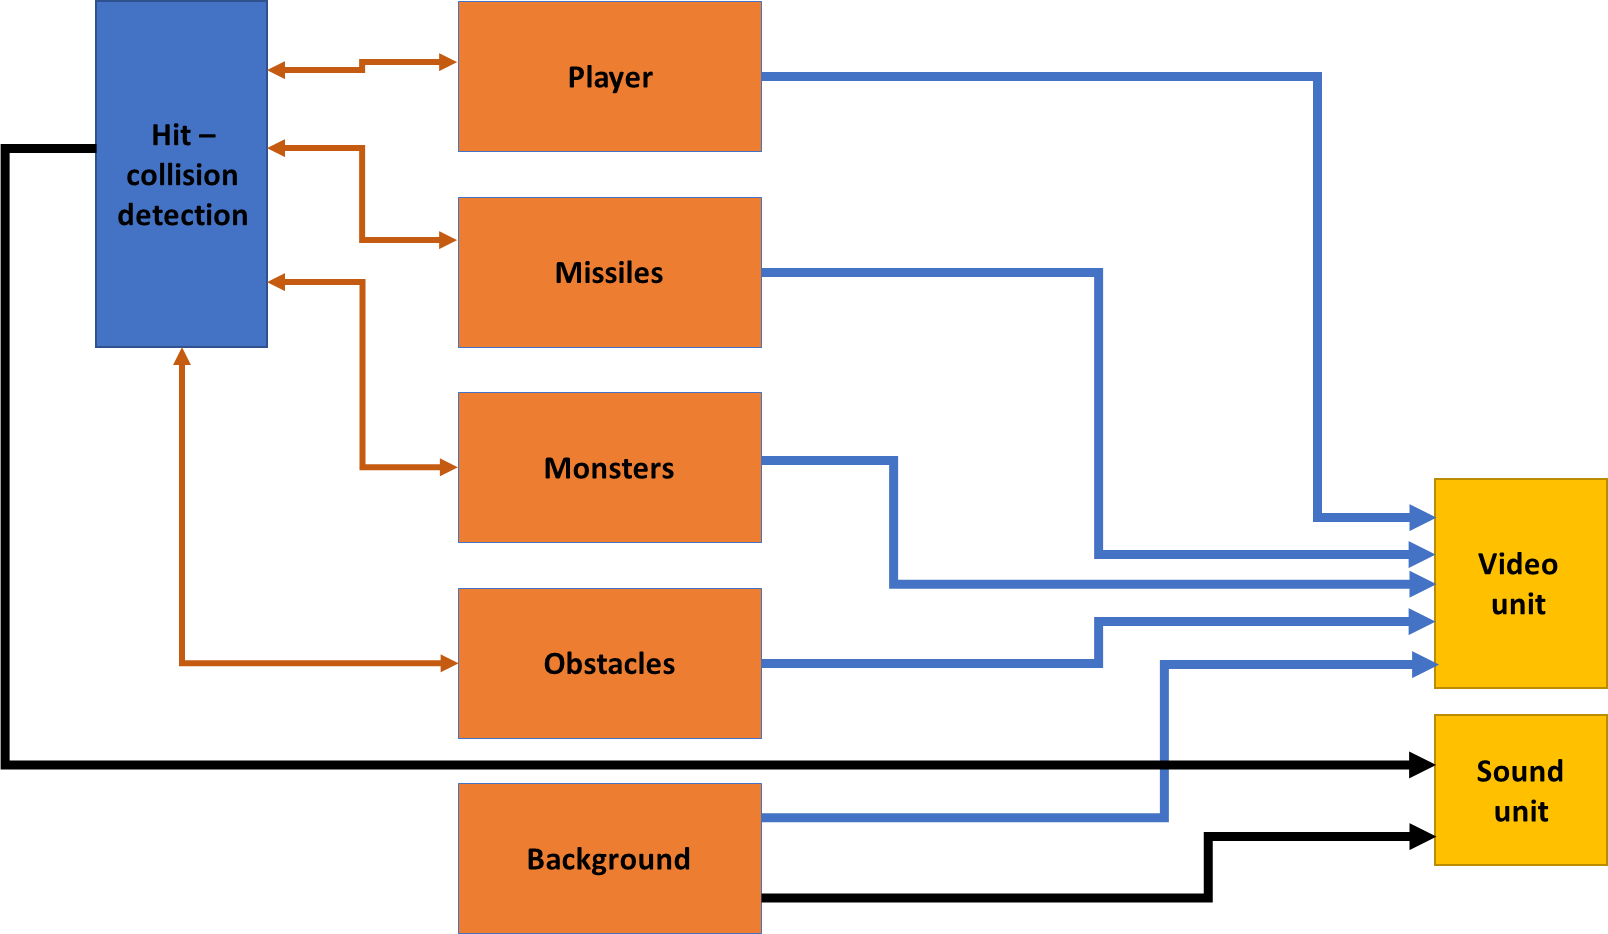 Player
Hit –
collision
detection
Missiles
Monsters
Video
unit
Obstacles
Sound
unit
Background